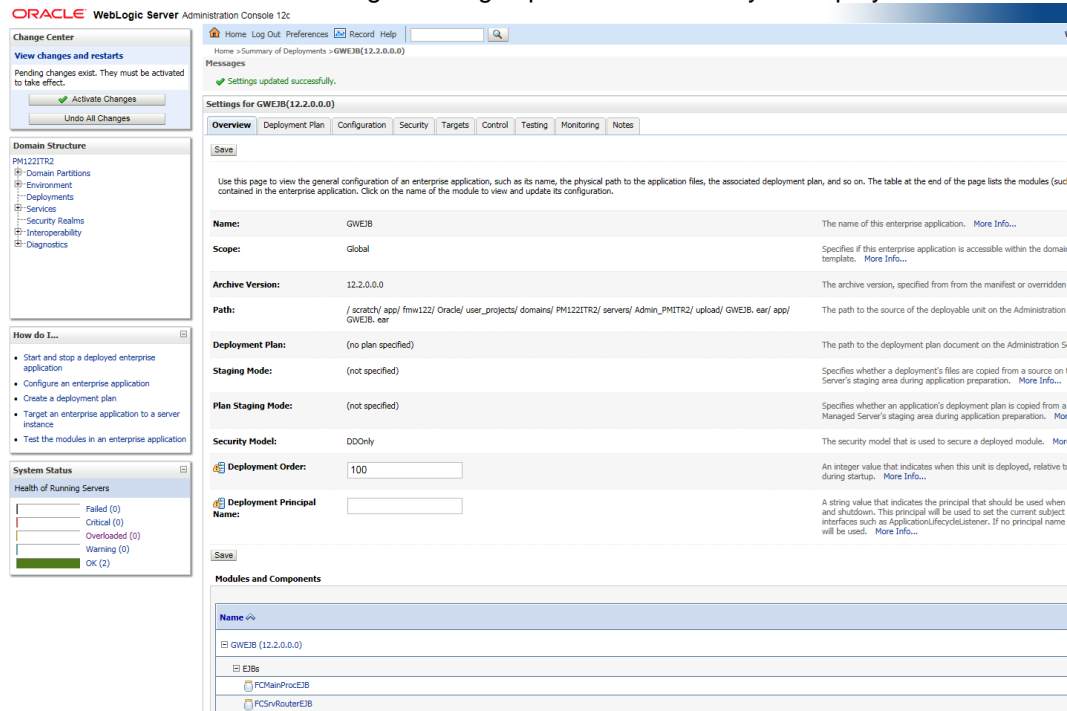 ORACLE WebLogic Server Administration Console 12c
Change Center
View changes and restarts
Pending changes exist. They must be activated
to take effect.
Activate Changes
Undo All Changes
Domain Structure
PM122ITR2
Domain Partitions
Environment
Deployments
Services
Security Realms
Interoperability
Diagnostics
How do I...
Start and stop a deployed enterprise
application
Configure an enterprise application
Create a deployment plan
Target an enterprise application to a server
instance
Test the modules in an enterprise application
System Status
Health of Running Servers
Failed (0)
Critical (0)
Overloaded (0)
Warning (0)
OK (2)
Home Log Out Preferences Record Help
Home >Summary of Deployments >GWEJB(12.2.0.0.0)
Messages
Settings updated successfully.
Settings for GWEJB(12.2.0.0.0)
Overview Deployment Plan Configuration Security Targets Control Testing Monitoring Notes
Save
Use this page to view the general configuration of an enterprise application, such as its name, the physical path to the application files, the associated deployment plan, and so on. The table at the end of the page lists the modules (suc
contained in the enterprise application. Click on the name of the module to view and update its configuration.
Name: GWEJB The name of this enterprise application. More Info...
Scope: Global Specifies if this enterprise application is accessible within the domain
template. More Info...
Archive Version: 12.2.0.0.0 The archive version, specified from from the manifest or overridden
Path: / scratch/ app/ fmw122/ Oracle/ user_projects/ domains/ PM122ITR2/ servers/ Admin_PMITR2/ upload/ GWEJB. ear/ app/ The path to the source of the deployable unit on the Administration
GWEJB. ear
Deployment Plan: (no plan specified) The path to the deployment plan document on the Administration Se
Staging Mode: (not specified) Specifies whether a deployment's files are copied from a source on
Server's staging area during application preparation. More Info...
Plan Staging Mode: (not specified) Specifies whether an application's deployment plan is copied from a
Managed Server's staging area during application preparation. Mor
Security Model: DDOnly The security model that is used to secure a deployed module. Mor
Deployment Order: 100 An integer value that indicates when this unit is deployed, relative to
during startup. More Info...
Deployment Principal A string value that indicates the principal that should be used when
Name: and shutdown. This principal will be used to set the current subject
interfaces such as ApplicationLifecycleListener. If no principal name
will be used. More Info...
Save
Modules and Components
Name
GWEJB (12.2.0.0.0)
EJBs
FCMainProcEJB
FCSrvRouterEJB